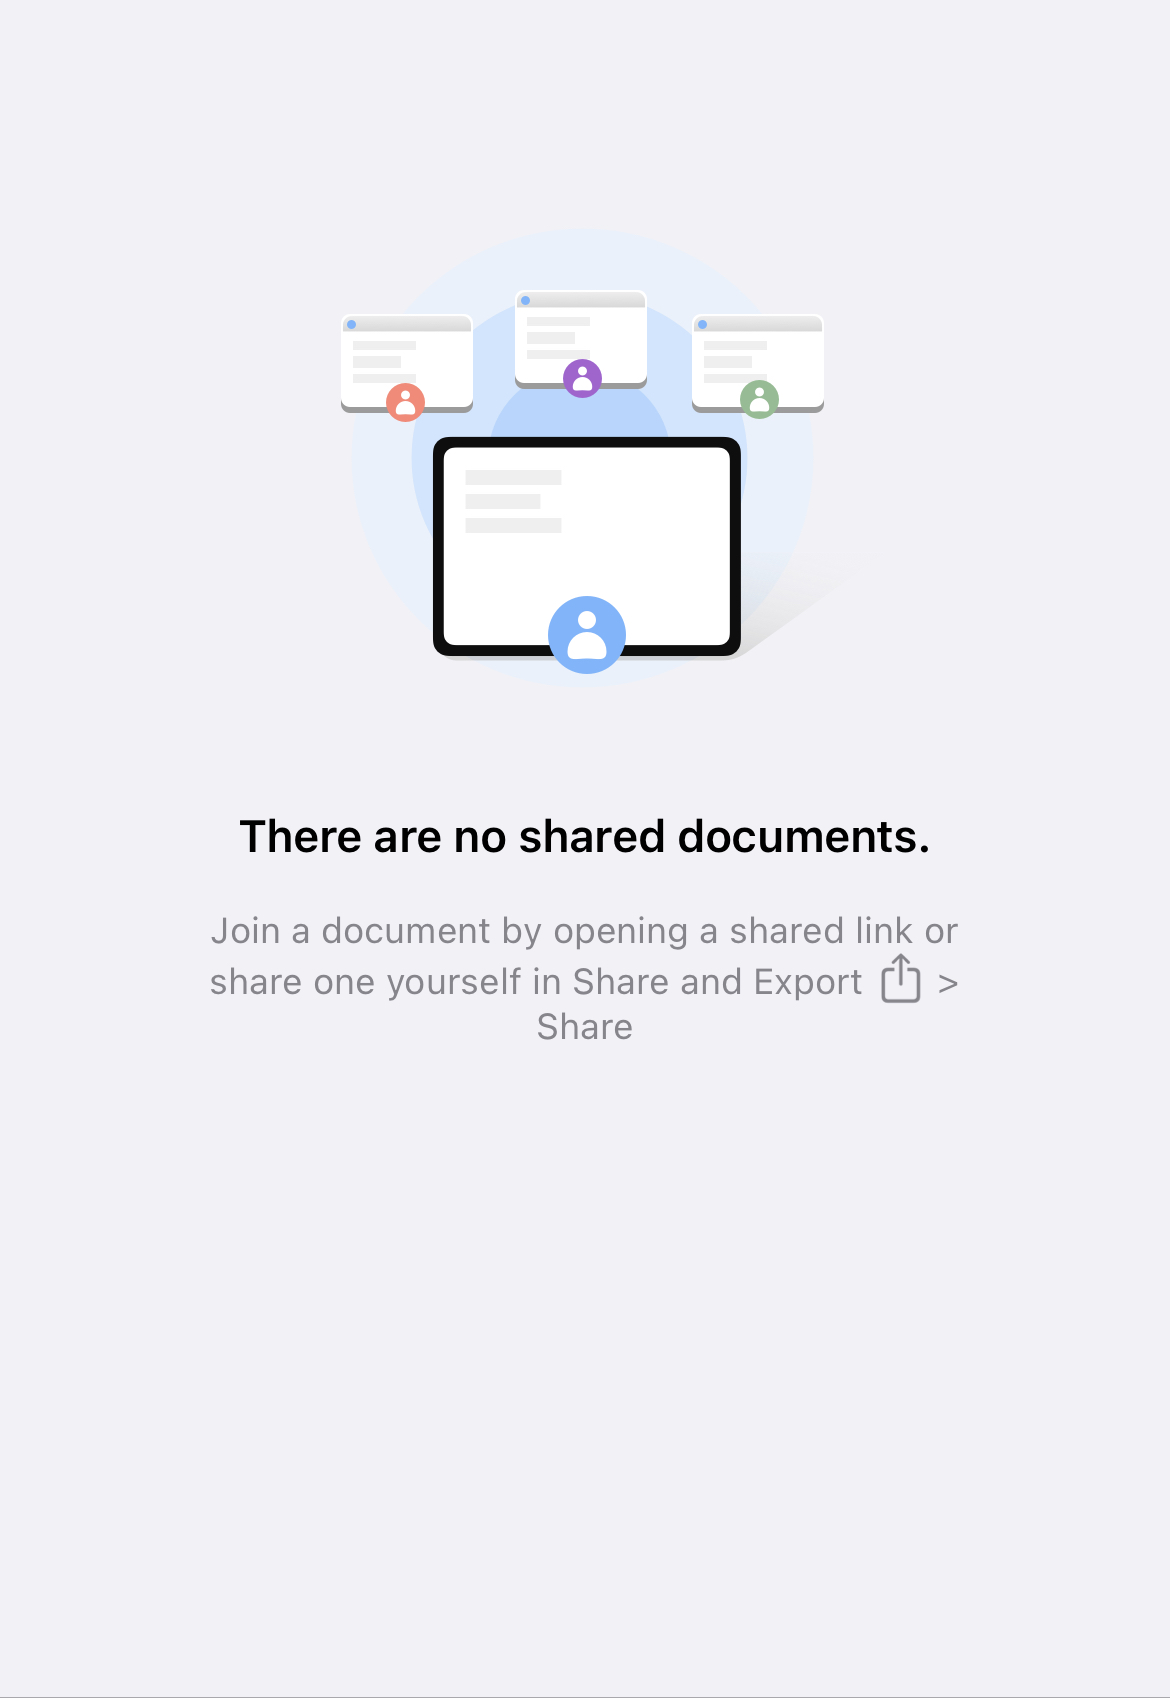 There are no shared documents.
Join a document by opening a shared link or
share one yourself in Share and Export >
Share